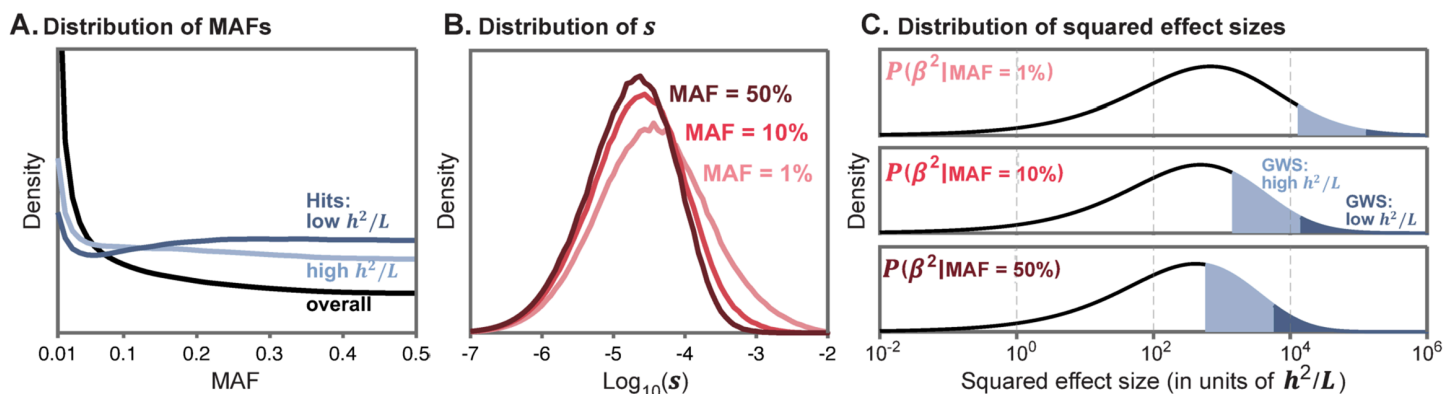 A. Distribution of MAFs
Density
Hits:
low h²/L
high h²/L
overall
0.01
0.1
0.2
0.3
0.4
0.5
MAF
B. Distribution of s
Density
MAF = 50%
MAF = 10%
MAF = 1%
-7
-6
-5
-4
-3
-2
Log₁₀(s)
C. Distribution of squared effect sizes
Density
P(β²|MAF = 1%)
P(β²|MAF = 10%)
GWS:
high h²/L
GWS:
low h²/L
P(β²|MAF = 50%)
10⁻²
10⁰
10²
10⁴
10⁶
Squared effect size (in units of h²/L)